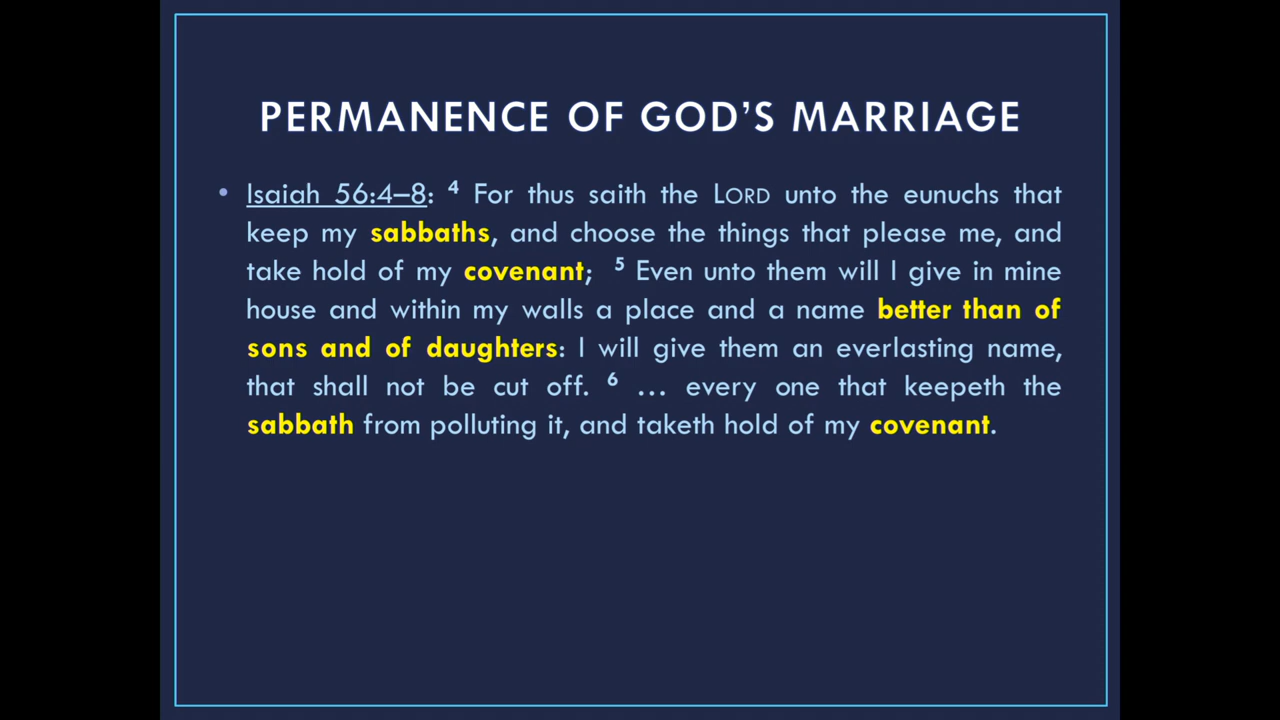 PERMANENCE OF GOD’S MARRIAGE
• Isaiah 56:4–8: ⁴ For thus saith the LORD unto the eunuchs that
keep my sabbaths, and choose the things that please me, and
take hold of my covenant; ⁵ Even unto them will I give in mine
house and within my walls a place and a name better than of
sons and of daughters: I will give them an everlasting name,
that shall not be cut off. ⁶ … every one that keepeth the
sabbath from polluting it, and taketh hold of my covenant.